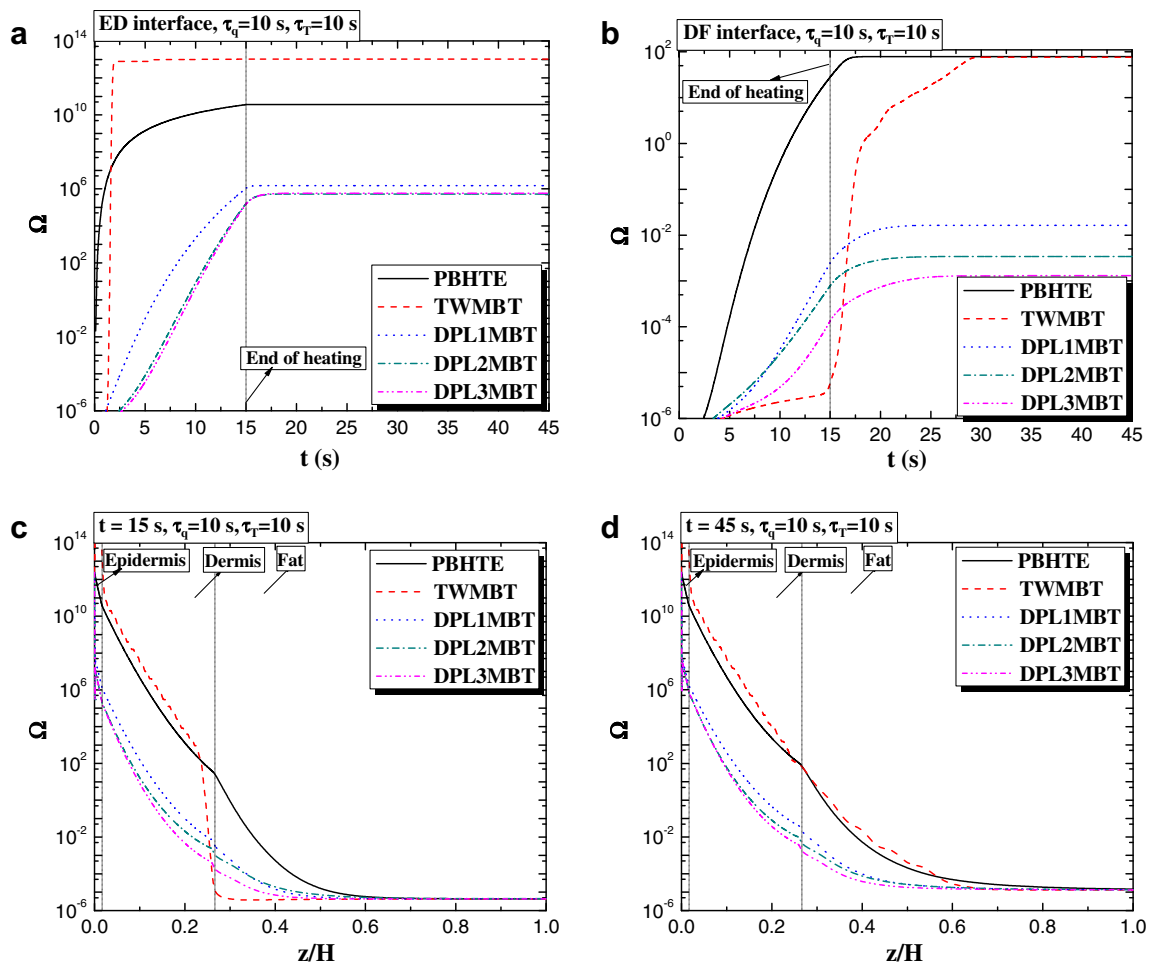 a
ED interface, τq=10 s, τT=10 s
10^14
10^10
10^6
10^2
10^-2
10^-6
Ω
PBHTE
TWMBT
DPL1MBT
DPL2MBT
DPL3MBT
End of heating
0 5 10 15 20 25 30 35 40 45
t (s)
b
DF interface, τq=10 s, τT=10 s
10^2
10^0
10^-2
10^-4
10^-6
Ω
End of heating
PBHTE
TWMBT
DPL1MBT
DPL2MBT
DPL3MBT
0 5 10 15 20 25 30 35 40 45
t (s)
c
t = 15 s, τq=10 s, τT=10 s
10^14
10^10
10^6
10^2
10^-2
10^-6
Ω
Epidermis Dermis Fat
PBHTE
TWMBT
DPL1MBT
DPL2MBT
DPL3MBT
0.0 0.2 0.4 0.6 0.8 1.0
z/H
d
t = 45 s, τq=10 s, τT=10 s
10^14
10^10
10^6
10^2
10^-2
10^-6
Ω
Epidermis Dermis Fat
PBHTE
TWMBT
DPL1MBT
DPL2MBT
DPL3MBT
0.0 0.2 0.4 0.6 0.8 1.0
z/H